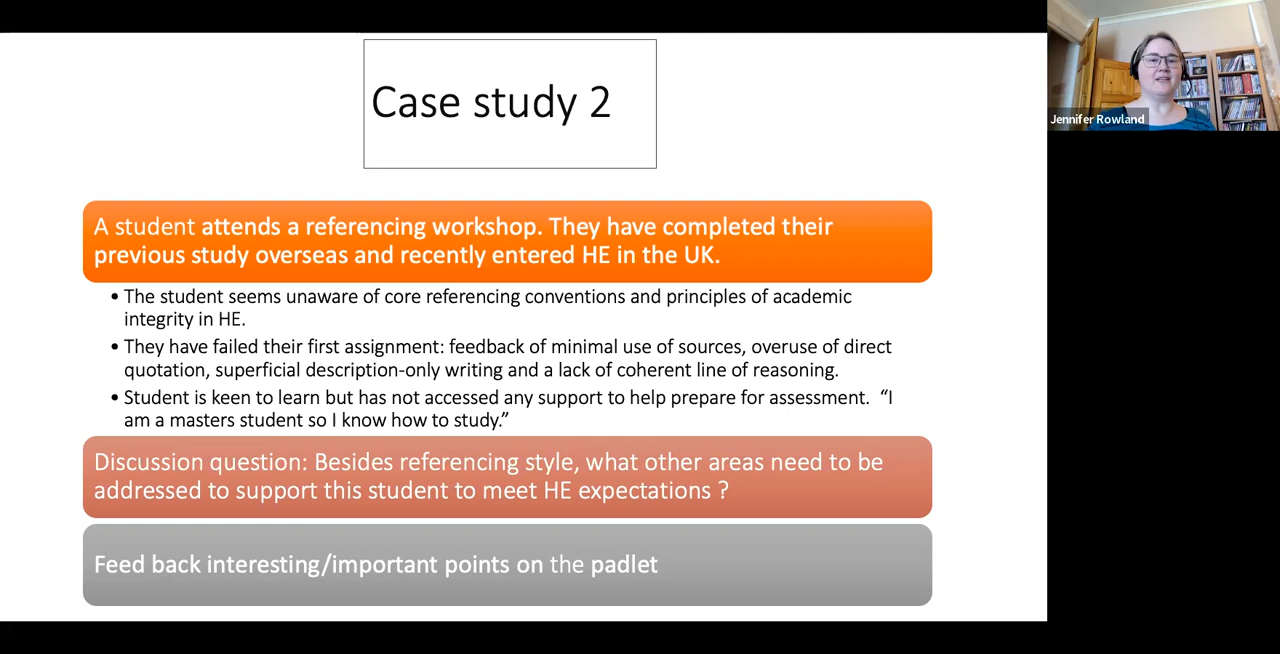 Case study 2
Jennifer Rowland
A student attends a referencing workshop. They have completed their
previous study overseas and recently entered HE in the UK.
• The student seems unaware of core referencing conventions and principles of academic
integrity in HE.
• They have failed their first assignment: feedback of minimal use of sources, overuse of direct
quotation, superficial description-only writing and a lack of coherent line of reasoning.
• Student is keen to learn but has not accessed any support to help prepare for assessment. “I
am a masters student so I know how to study.”
Discussion question: Besides referencing style, what other areas need to be
addressed to support this student to meet HE expectations ?
Feed back interesting/important points on the padlet